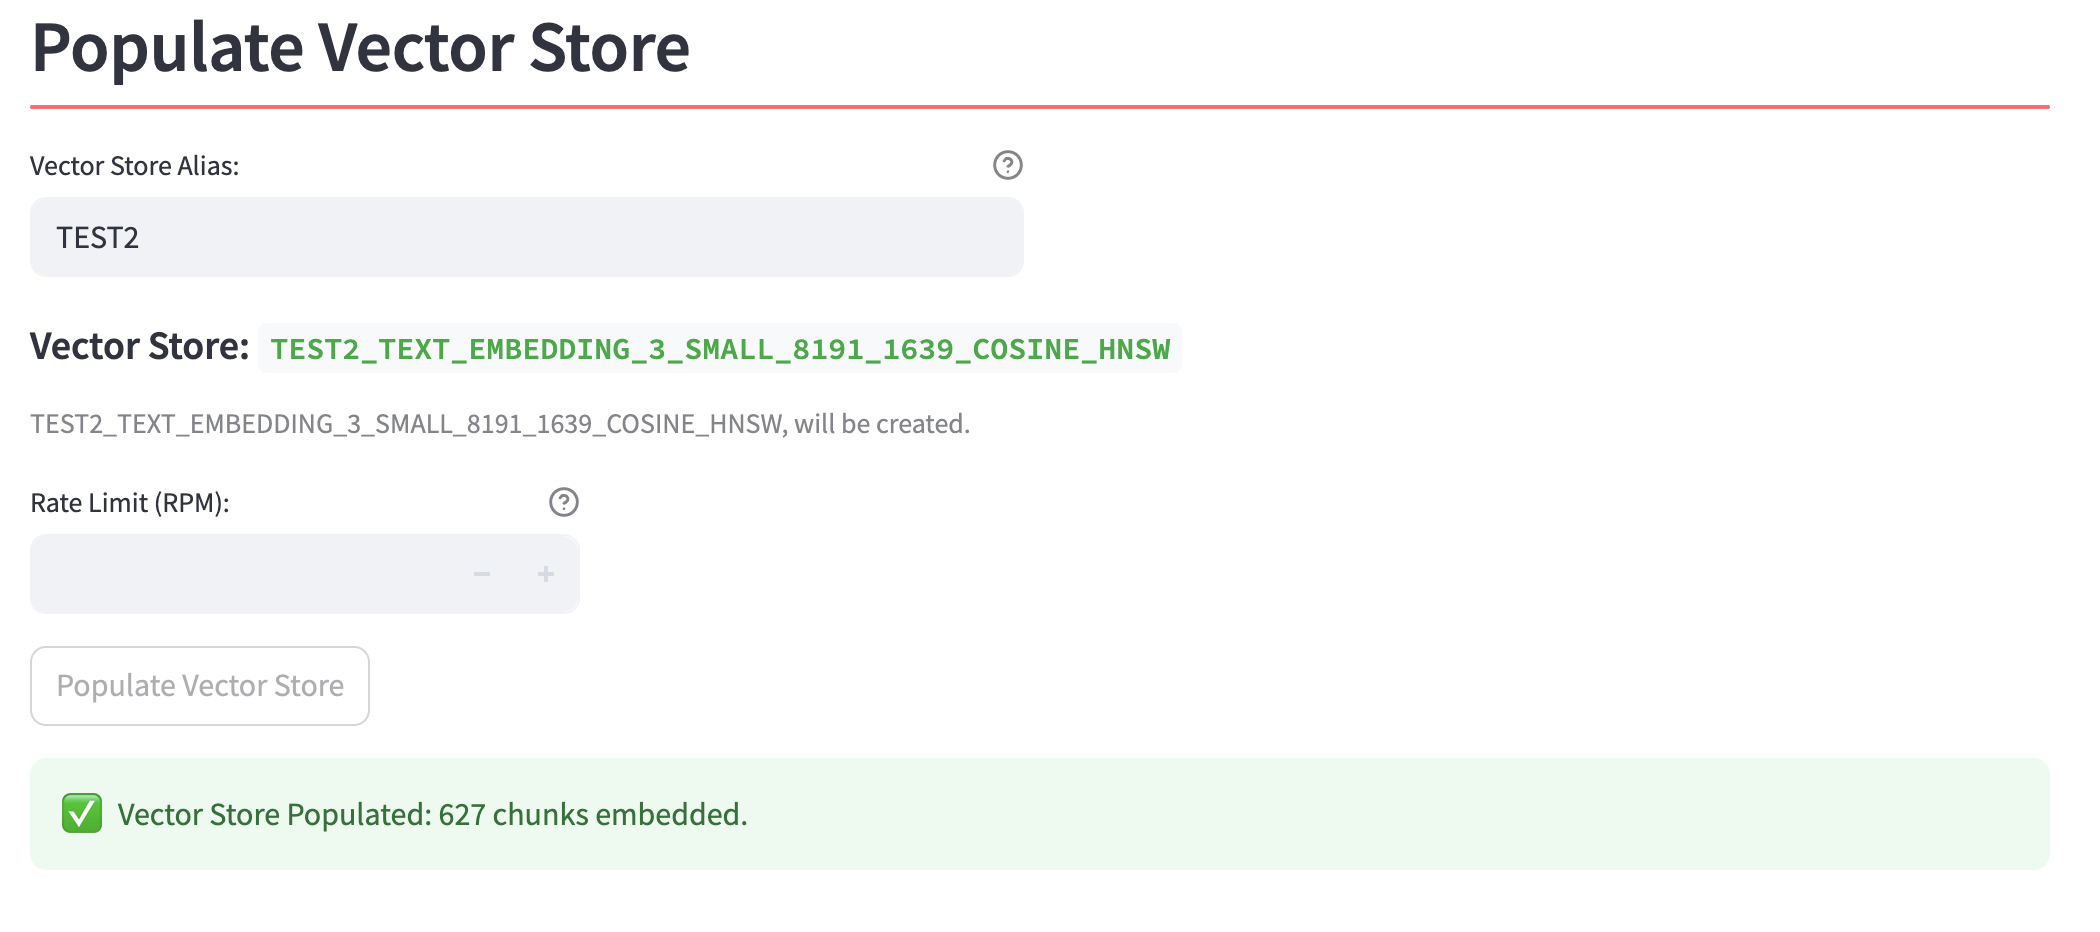 Populate Vector Store
Vector Store Alias:
TEST2
Vector Store: TEST2_TEXT_EMBEDDING_3_SMALL_8191_1639_COSINE_HNSW
TEST2_TEXT_EMBEDDING_3_SMALL_8191_1639_COSINE_HNSW, will be created.
Rate Limit (RPM):
Populate Vector Store
Vector Store Populated: 627 chunks embedded.